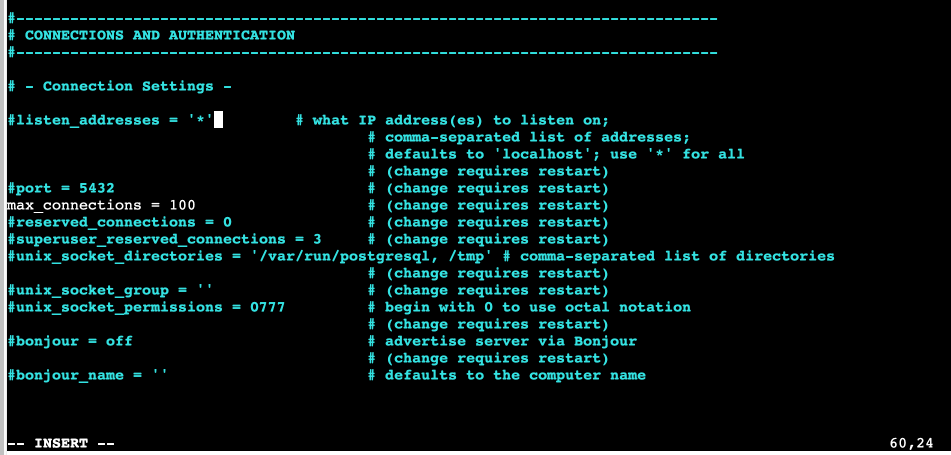 #------------------------------------------------------------------------------
# CONNECTIONS AND AUTHENTICATION
#------------------------------------------------------------------------------
# - Connection Settings -
#listen_addresses = '*'         # what IP address(es) to listen on;
                                        # comma-separated list of addresses;
                                        # defaults to 'localhost'; use '*' for all
                                        # (change requires restart)
#port = 5432                            # (change requires restart)
max_connections = 100                   # (change requires restart)
#reserved_connections = 0               # (change requires restart)
#superuser_reserved_connections = 3     # (change requires restart)
#unix_socket_directories = '/var/run/postgresql, /tmp' # comma-separated list of directories
                                        # (change requires restart)
#unix_socket_group = ''                 # (change requires restart)
#unix_socket_permissions = 0777         # begin with 0 to use octal notation
                                        # (change requires restart)
#bonjour = off                          # advertise server via Bonjour
                                        # (change requires restart)
#bonjour_name = ''                      # defaults to the computer name
-- INSERT --                                                                  60,24